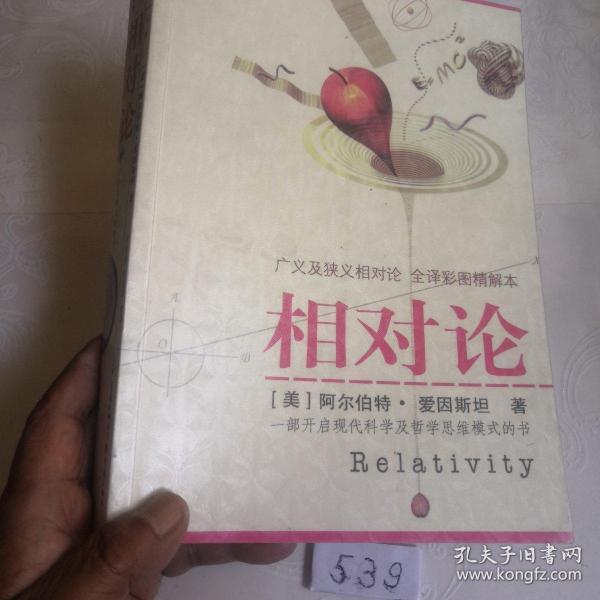 相对论
E=MC²
广义及狭义相对论 全译彩图精解本
相对论
[美]阿尔伯特·爱因斯坦 著
一部开启现代科学及哲学思维模式的书
Relativity
539
孔夫子旧书网
www.kongfz.com